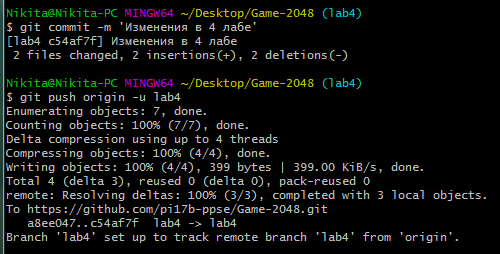 Nikita@Nikita-PC MINGW64 ~/Desktop/Game-2048 (lab4)
$ git commit -m 'Изменения в 4 лабе'
[lab4 c54af7f] Изменения в 4 лабе
 2 files changed, 2 insertions(+), 2 deletions(-)
Nikita@Nikita-PC MINGW64 ~/Desktop/Game-2048 (lab4)
$ git push origin -u lab4
Enumerating objects: 7, done.
Counting objects: 100% (7/7), done.
Delta compression using up to 4 threads
Compressing objects: 100% (4/4), done.
Writing objects: 100% (4/4), 399 bytes | 399.00 KiB/s, done.
Total 4 (delta 3), reused 0 (delta 0), pack-reused 0
remote: Resolving deltas: 100% (3/3), completed with 3 local objects.
To https://github.com/pi17b-ppse/Game-2048.git
   a8ee047..c54af7f  lab4 -> lab4
Branch 'lab4' set up to track remote branch 'lab4' from 'origin'.